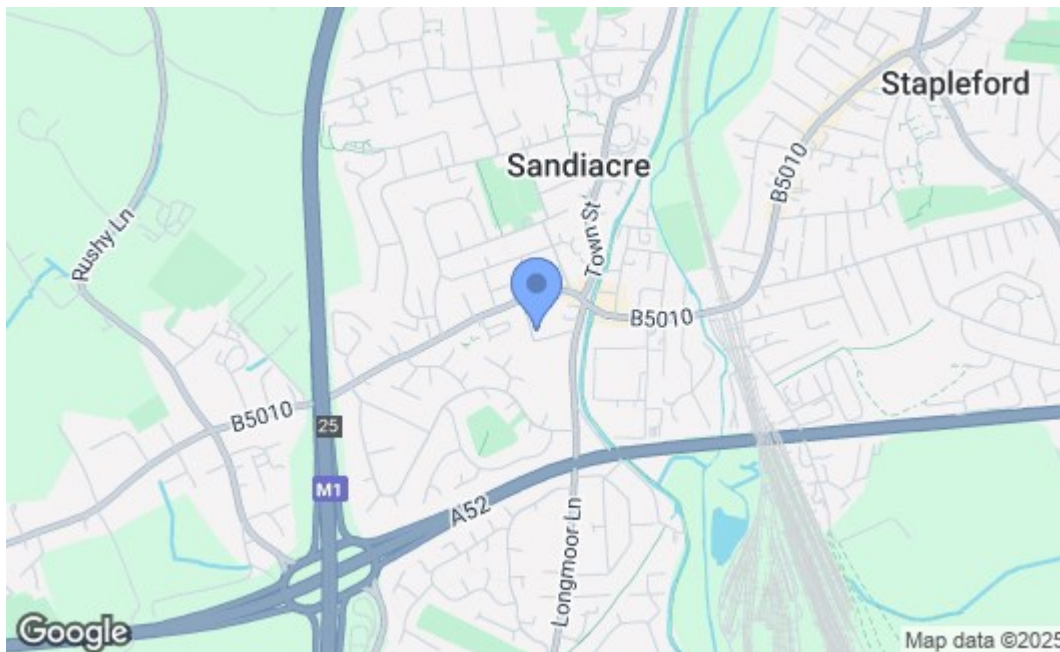 Stapleford
Sandiacre
B5010
Rushy Ln
Town St
B5010
B5010
25
M1
A52
Longmoor Ln
Google
Map data ©2025